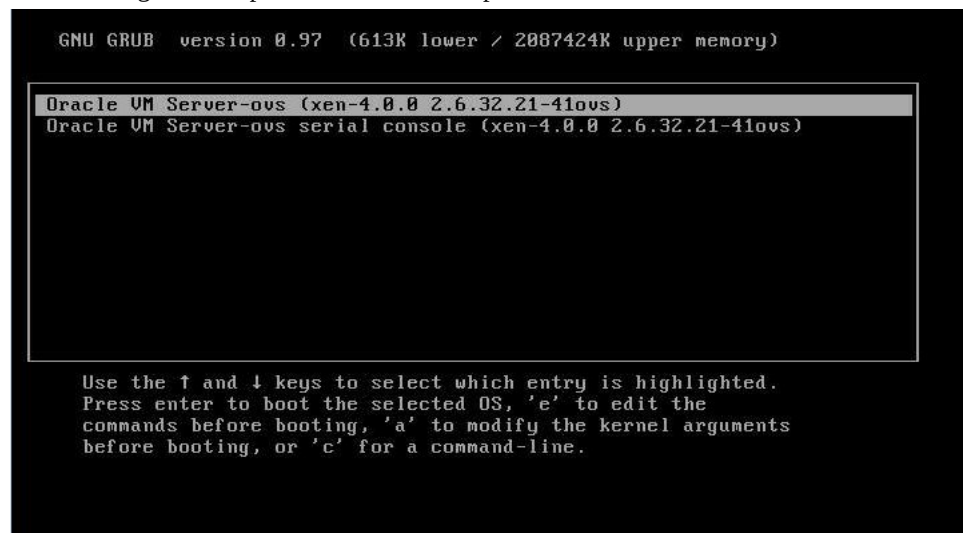 GNU GRUB version 0.97 (613K lower / 2087424K upper memory)
Oracle VM Server-ovs (xen-4.0.0 2.6.32.21-41ovs)
Oracle VM Server-ovs serial console (xen-4.0.0 2.6.32.21-41ovs)
Use the ↑ and ↓ keys to select which entry is highlighted.
Press enter to boot the selected OS, 'e' to edit the
commands before booting, 'a' to modify the kernel arguments
before booting, or 'c' for a command-line.